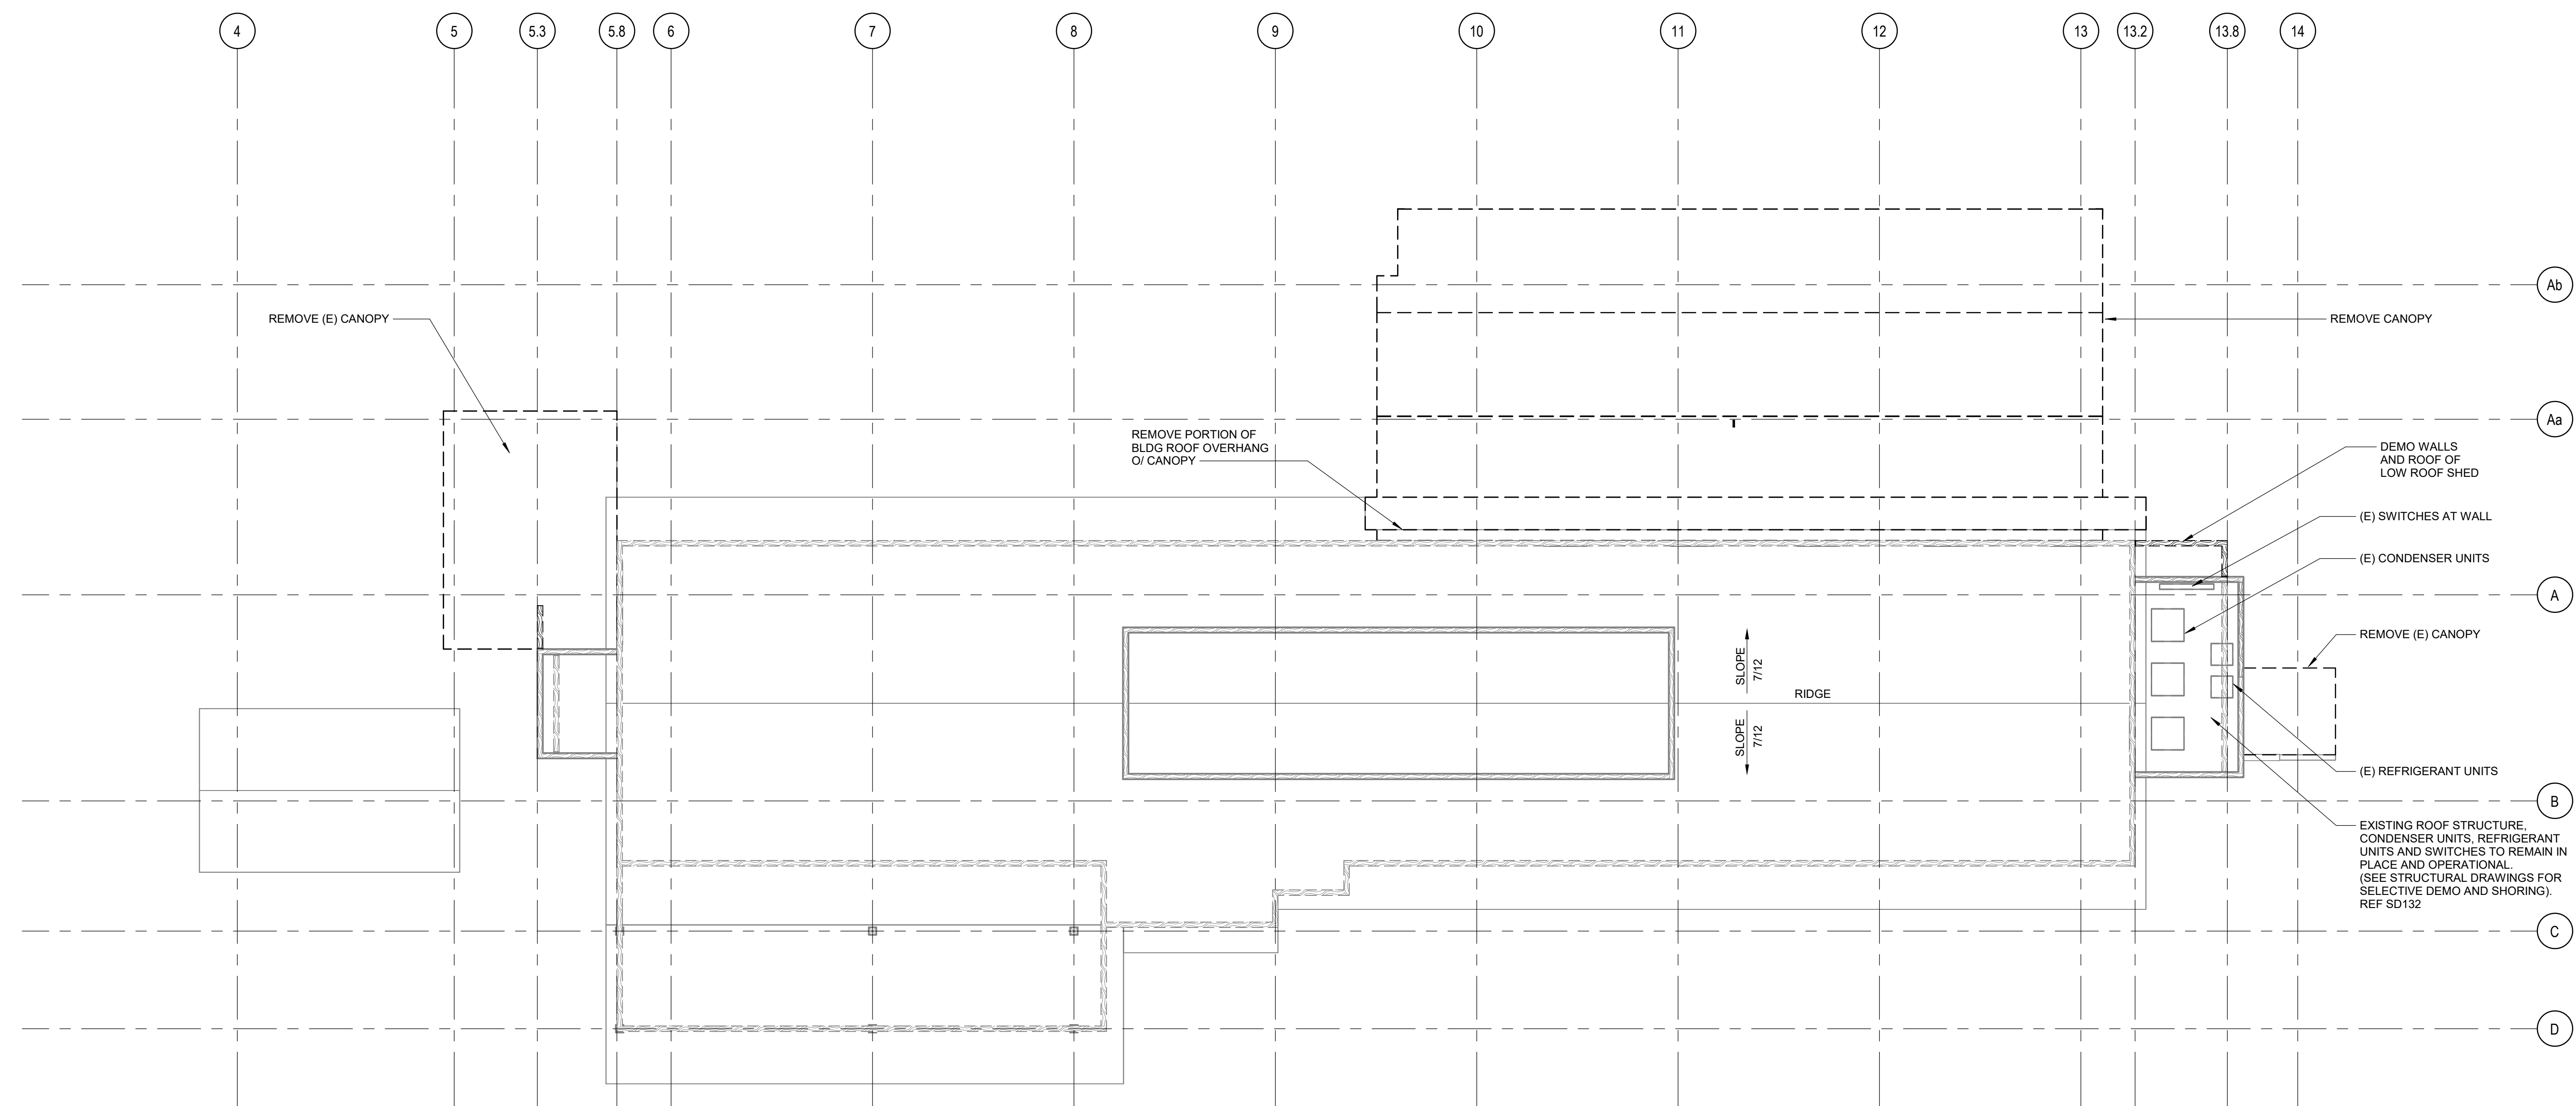 4
5
5.3
5.8
6
7
8
9
10
11
12
13
13.2
13.8
14
Ab
REMOVE (E) CANOPY
REMOVE CANOPY
Aa
REMOVE PORTION OF
BLDG ROOF OVERHANG
O/ CANOPY
DEMO WALLS
AND ROOF OF
LOW ROOF SHED
(E) SWITCHES AT WALL
(E) CONDENSER UNITS
A
REMOVE (E) CANOPY
SLOPE
7/12
RIDGE
SLOPE
7/12
(E) REFRIGERANT UNITS
B
EXISTING ROOF STRUCTURE,
CONDENSER UNITS, REFRIGERANT
UNITS AND SWITCHES TO REMAIN IN
PLACE AND OPERATIONAL.
(SEE STRUCTURAL DRAWINGS FOR
SELECTIVE DEMO AND SHORING).
REF SD132
C
D